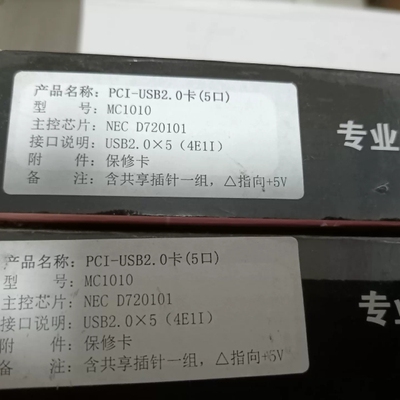 产品名称：PCI-USB2.0卡(5口)
型 号：MC1010
主控芯片：NEC D720101
接口说明：USB2.0×5（4E1I）
附 件：保修卡
备 注：含共享插针一组，△指向+5V
专业
产品名称：PCI-USB2.0卡(5口)
型 号：MC1010
主控芯片：NEC D720101
接口说明：USB2.0×5（4E1I）
附 件：保修卡
备 注：含共享插针一组，△指向+5V
专业